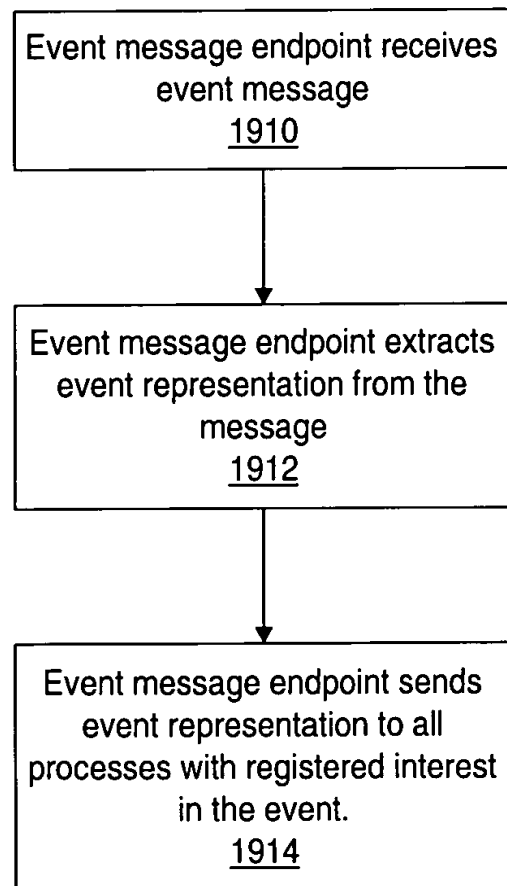 Event message endpoint receives
event message
1910
Event message endpoint extracts
event representation from the
message
1912
Event message endpoint sends
event representation to all
processes with registered interest
in the event.
1914